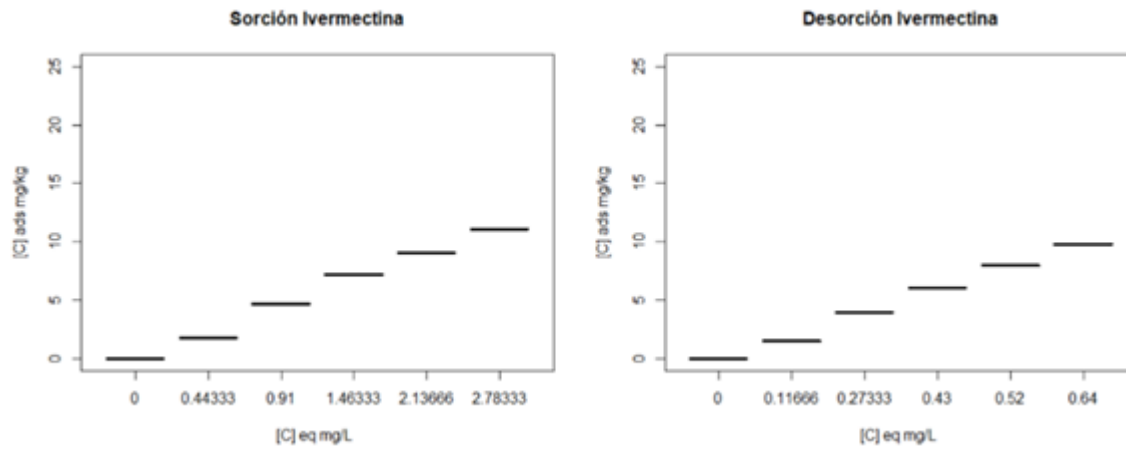 Sorción Ivermectina
25
20
15
10
5
0
[C] ads mg/kg
0 0.44333 0.91 1.46333 2.13666 2.78333
[C] eq mg/L
Desorción Ivermectina
25
20
15
10
5
0
[C] ads mg/kg
0 0.11666 0.27333 0.43 0.52 0.64
[C] eq mg/L